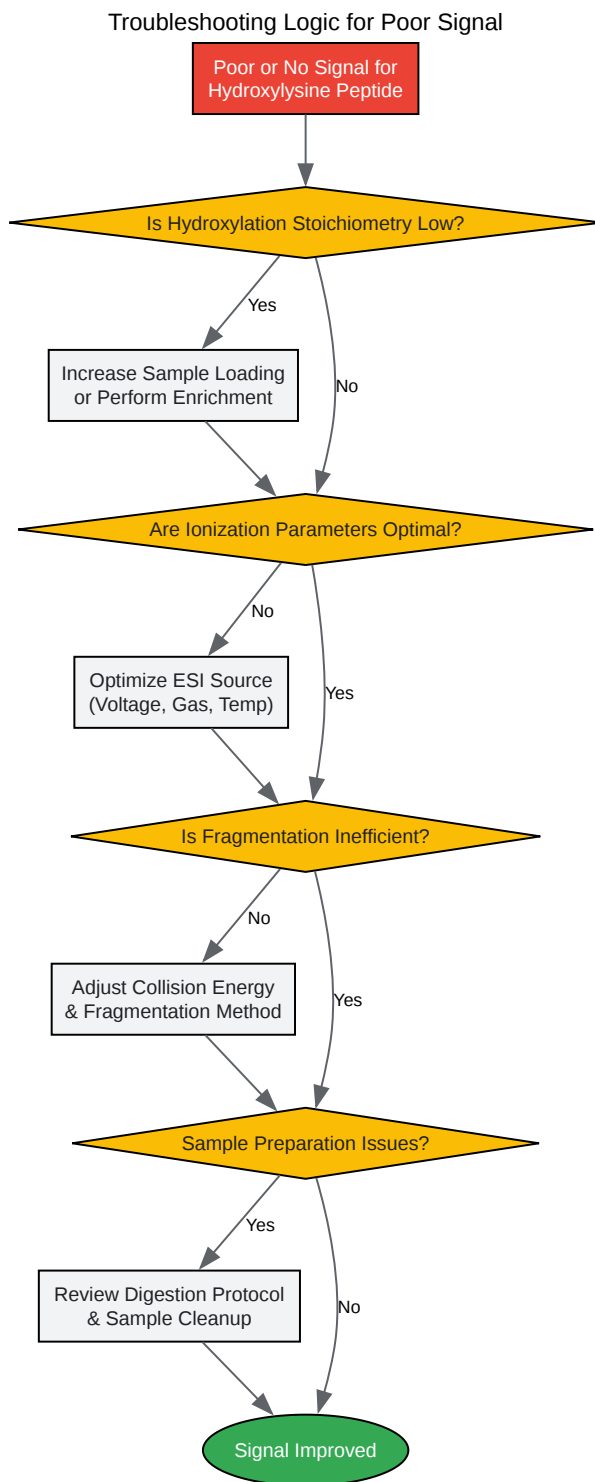 Troubleshooting Logic for Poor Signal
Poor or No Signal for
Hydroxylysine Peptide
Is Hydroxylation Stoichiometry Low?
Yes
Increase Sample Loading
or Perform Enrichment
No
Are Ionization Parameters Optimal?
No
Optimize ESI Source
(Voltage, Gas, Temp)
Yes
Is Fragmentation Inefficient?
No
Adjust Collision Energy
& Fragmentation Method
Yes
Sample Preparation Issues?
Yes
Review Digestion Protocol
& Sample Cleanup
No
Signal Improved